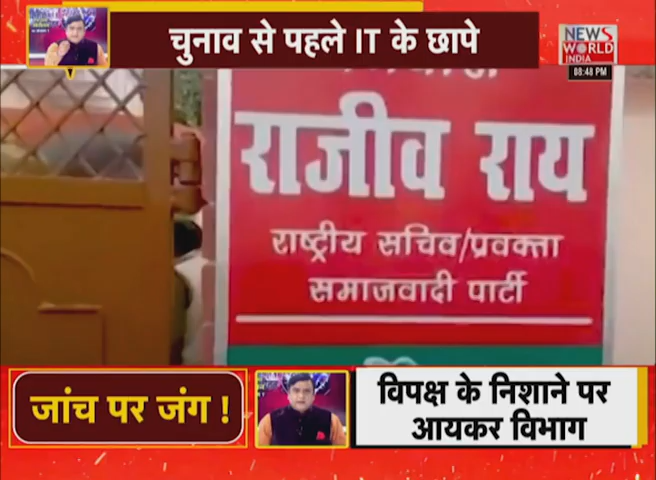 चुनाव से पहले IT के छापे
NEWS
WORLD
INDIA
08:48 PM
राजीव राय
राष्ट्रीय सचिव/प्रवक्ता
समाजवादी पार्टी
जांच पर जंग !
विपक्ष के निशाने पर
आयकर विभाग